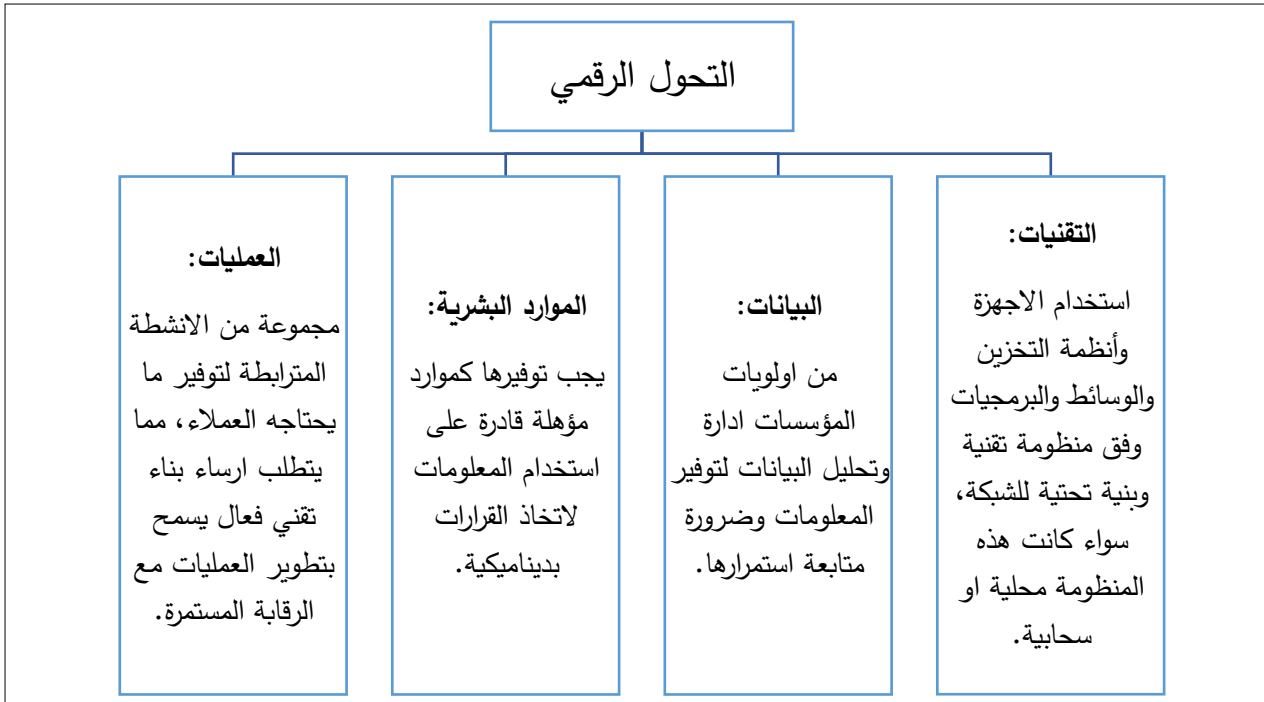 التحول الرقمي
التقنيات:
استخدام الاجهزة
وأنظمة التخزين
والوسائط والبرمجيات
وفق منظومة تقنية
وبنية تحتية للشبكة،
سواء كانت هذه
المنظومة محلية او
سحابية.
البيانات:
من اولويات
المؤسسات ادارة
وتحليل البيانات لتوفير
المعلومات وضرورة
متابعة استمرارها.
الموارد البشرية:
يجب توفيرها كموارد
مؤهلة قادرة على
استخدام المعلومات
لاتخاذ القرارات
بديناميكية.
العمليات:
مجموعة من الانشطة
المترابطة لتوفير ما
يحتاجه العملاء، مما
يتطلب ارساء بناء
تقني فعال يسمح
بتطوير العمليات مع
الرقابة المستمرة.